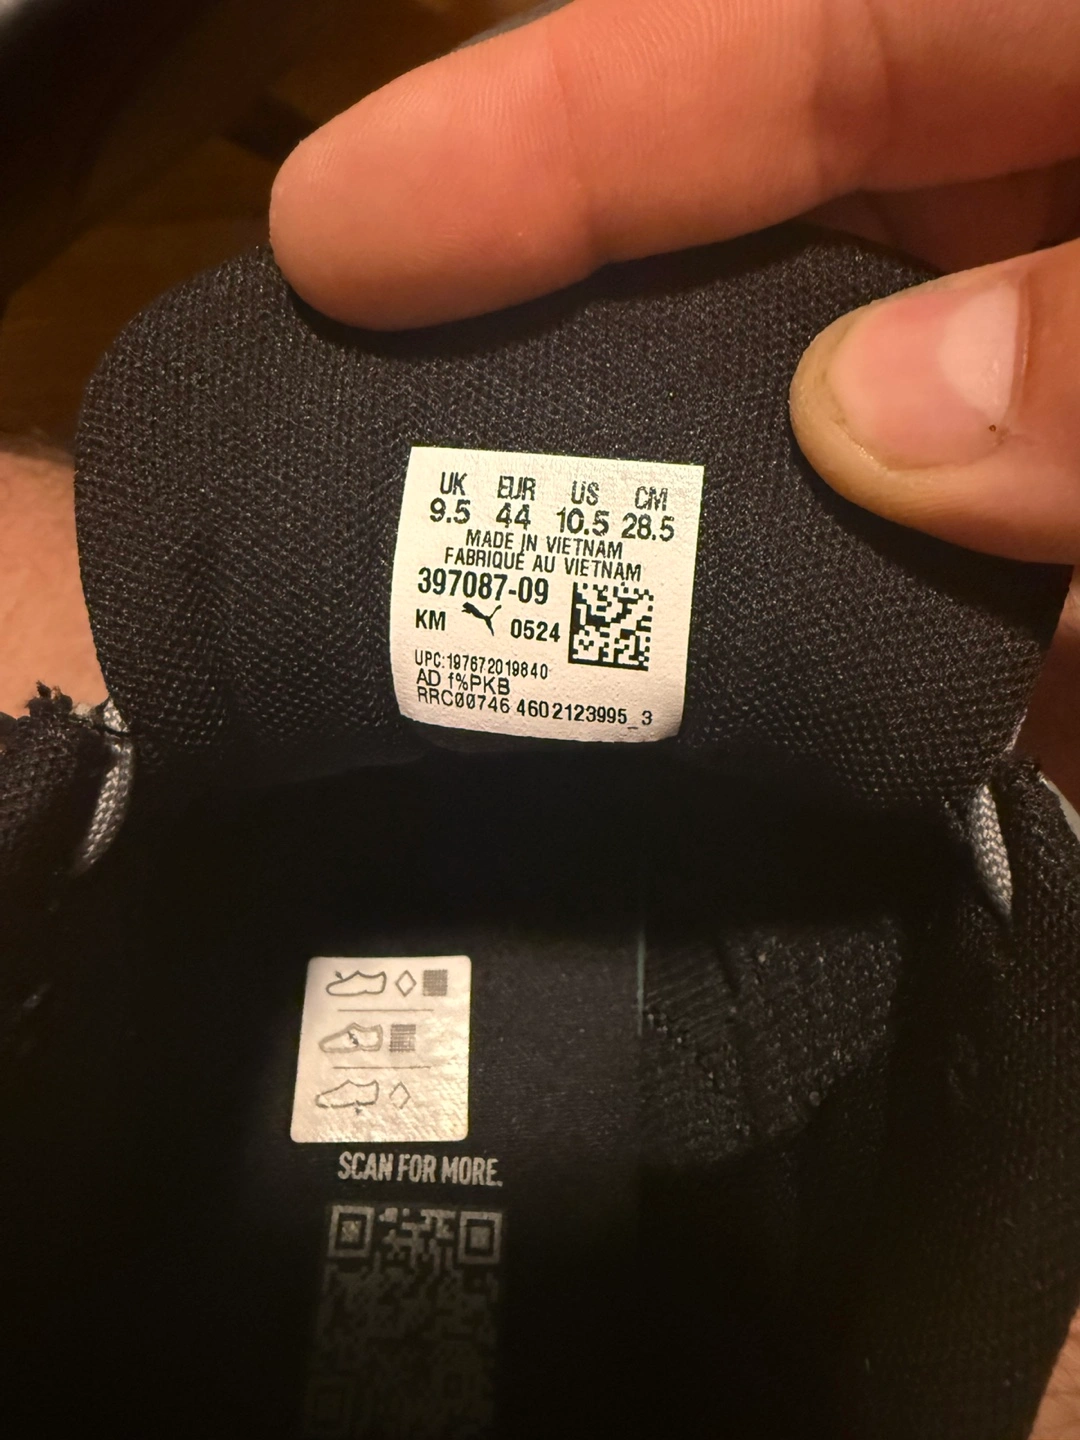 UK EUR US CM
9.5 44 10.5 28.5
MADE IN VIETNAM
FABRIQUÉ AU VIETNAM
397087-09
KM 0524
UPC:197672019840
AD f%PKB
RRC00746 4602123995_3
SCAN FOR MORE.